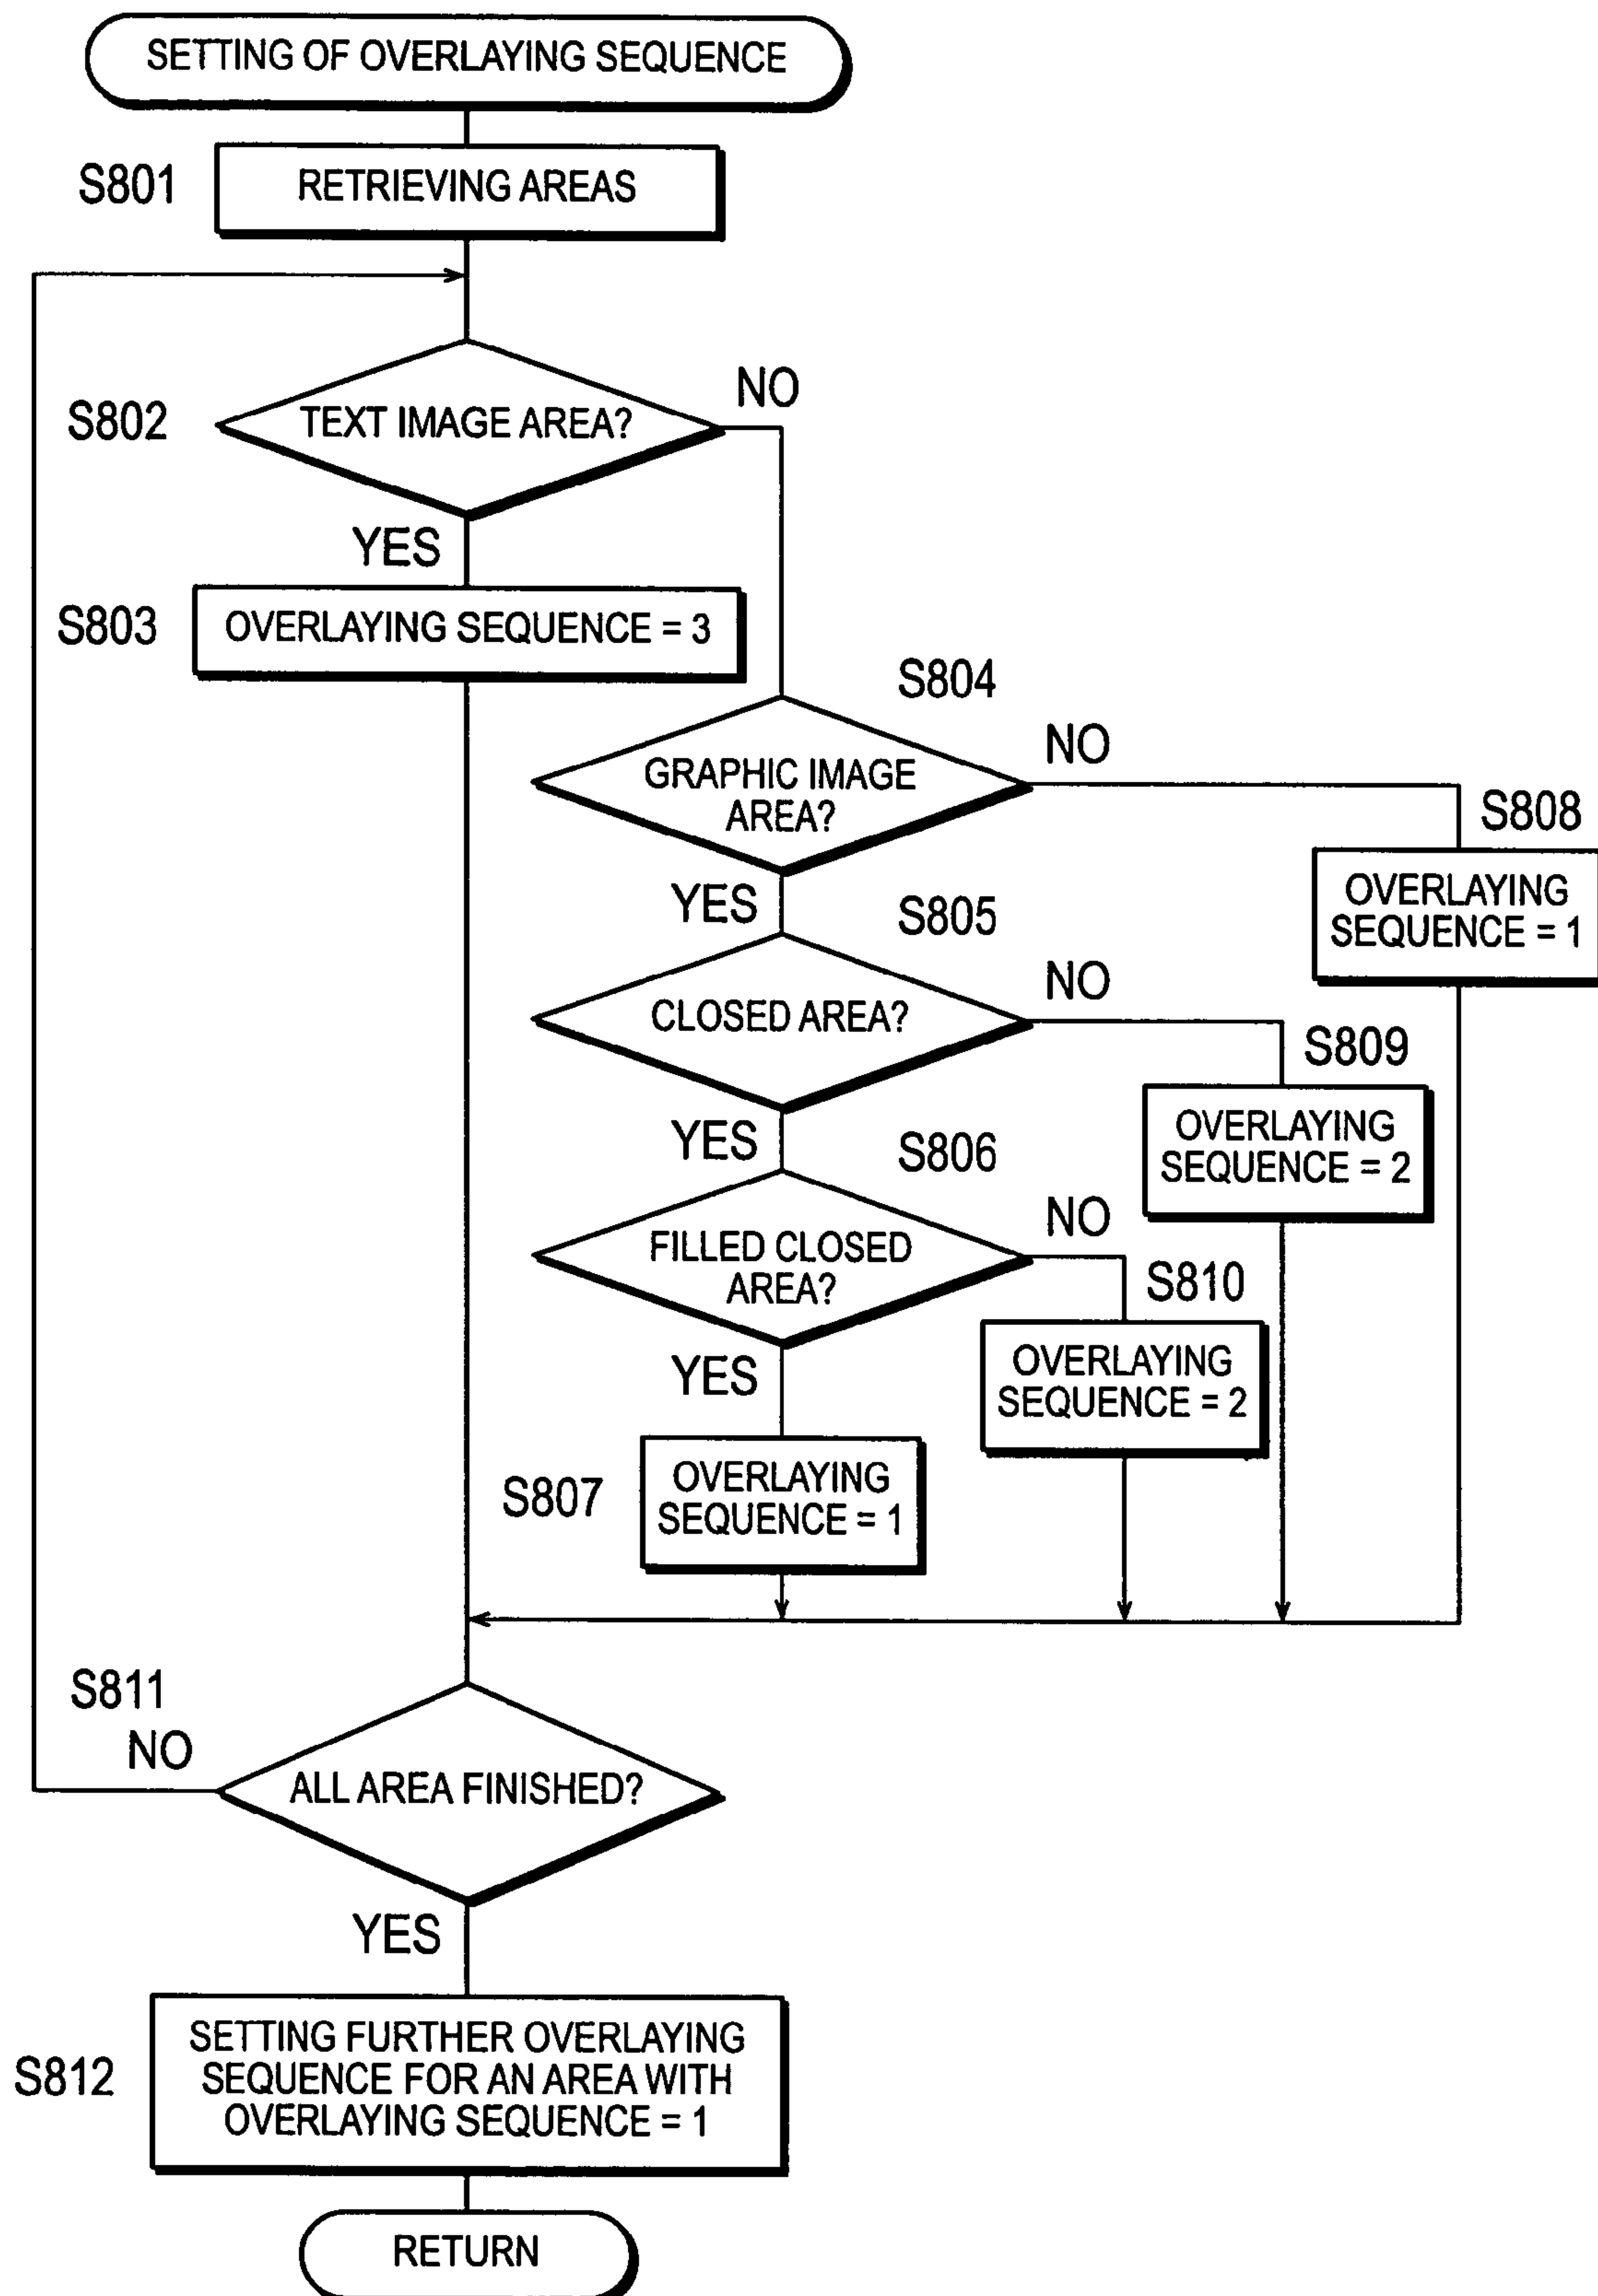 SETTING OF OVERLAYING SEQUENCE
S801
RETRIEVING AREAS
S802
TEXT IMAGE AREA?
NO
YES
S803
OVERLAYING SEQUENCE = 3
S804
GRAPHIC IMAGE
AREA?
NO
YES
S808
OVERLAYING
SEQUENCE = 1
S805
CLOSED AREA?
NO
YES
S809
OVERLAYING
SEQUENCE = 2
S806
FILLED CLOSED
AREA?
NO
YES
S810
OVERLAYING
SEQUENCE = 2
S807
OVERLAYING
SEQUENCE = 1
S811
NO
ALL AREA FINISHED?
YES
S812
SETTING FURTHER OVERLAYING
SEQUENCE FOR AN AREA WITH
OVERLAYING SEQUENCE = 1
RETURN